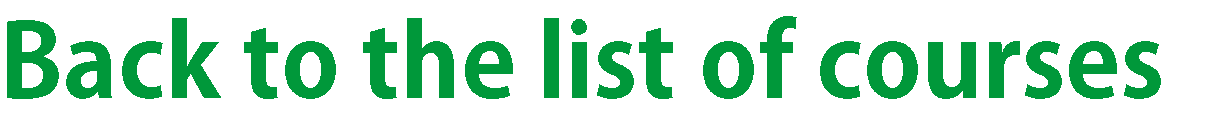 Back to the list of courses